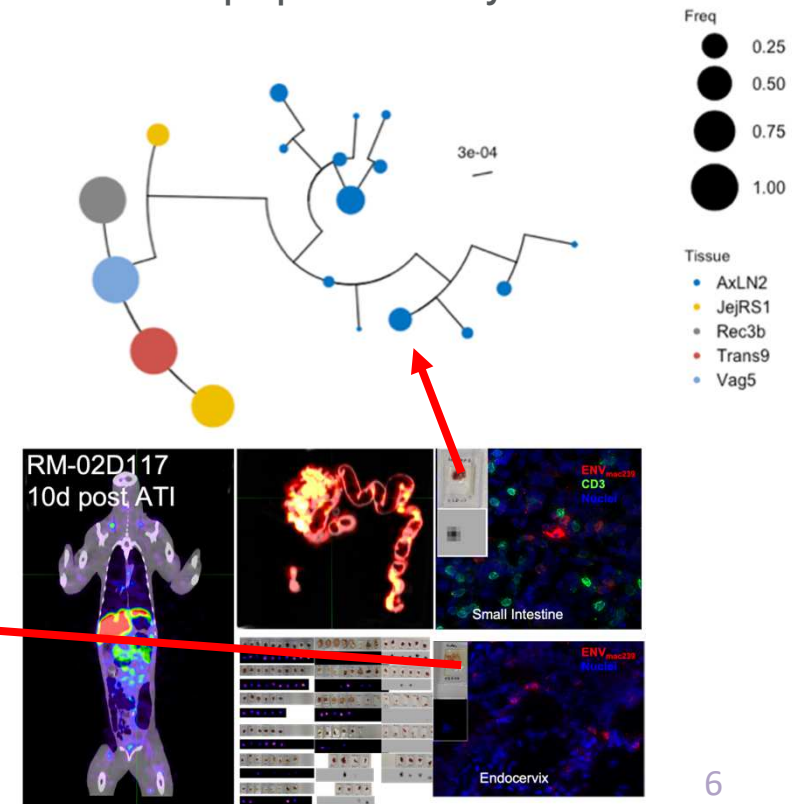 Freq
0.25
0.50
0.75
1.00
3e-04
Tissue
AxLN2
JejRS1
Rec3b
Trans9
Vag5
RM-02D117
10d post ATI
ENVmac239
CD3
Nuclei
Small Intestine
ENVmac239
Nuclei
Endocervix
6